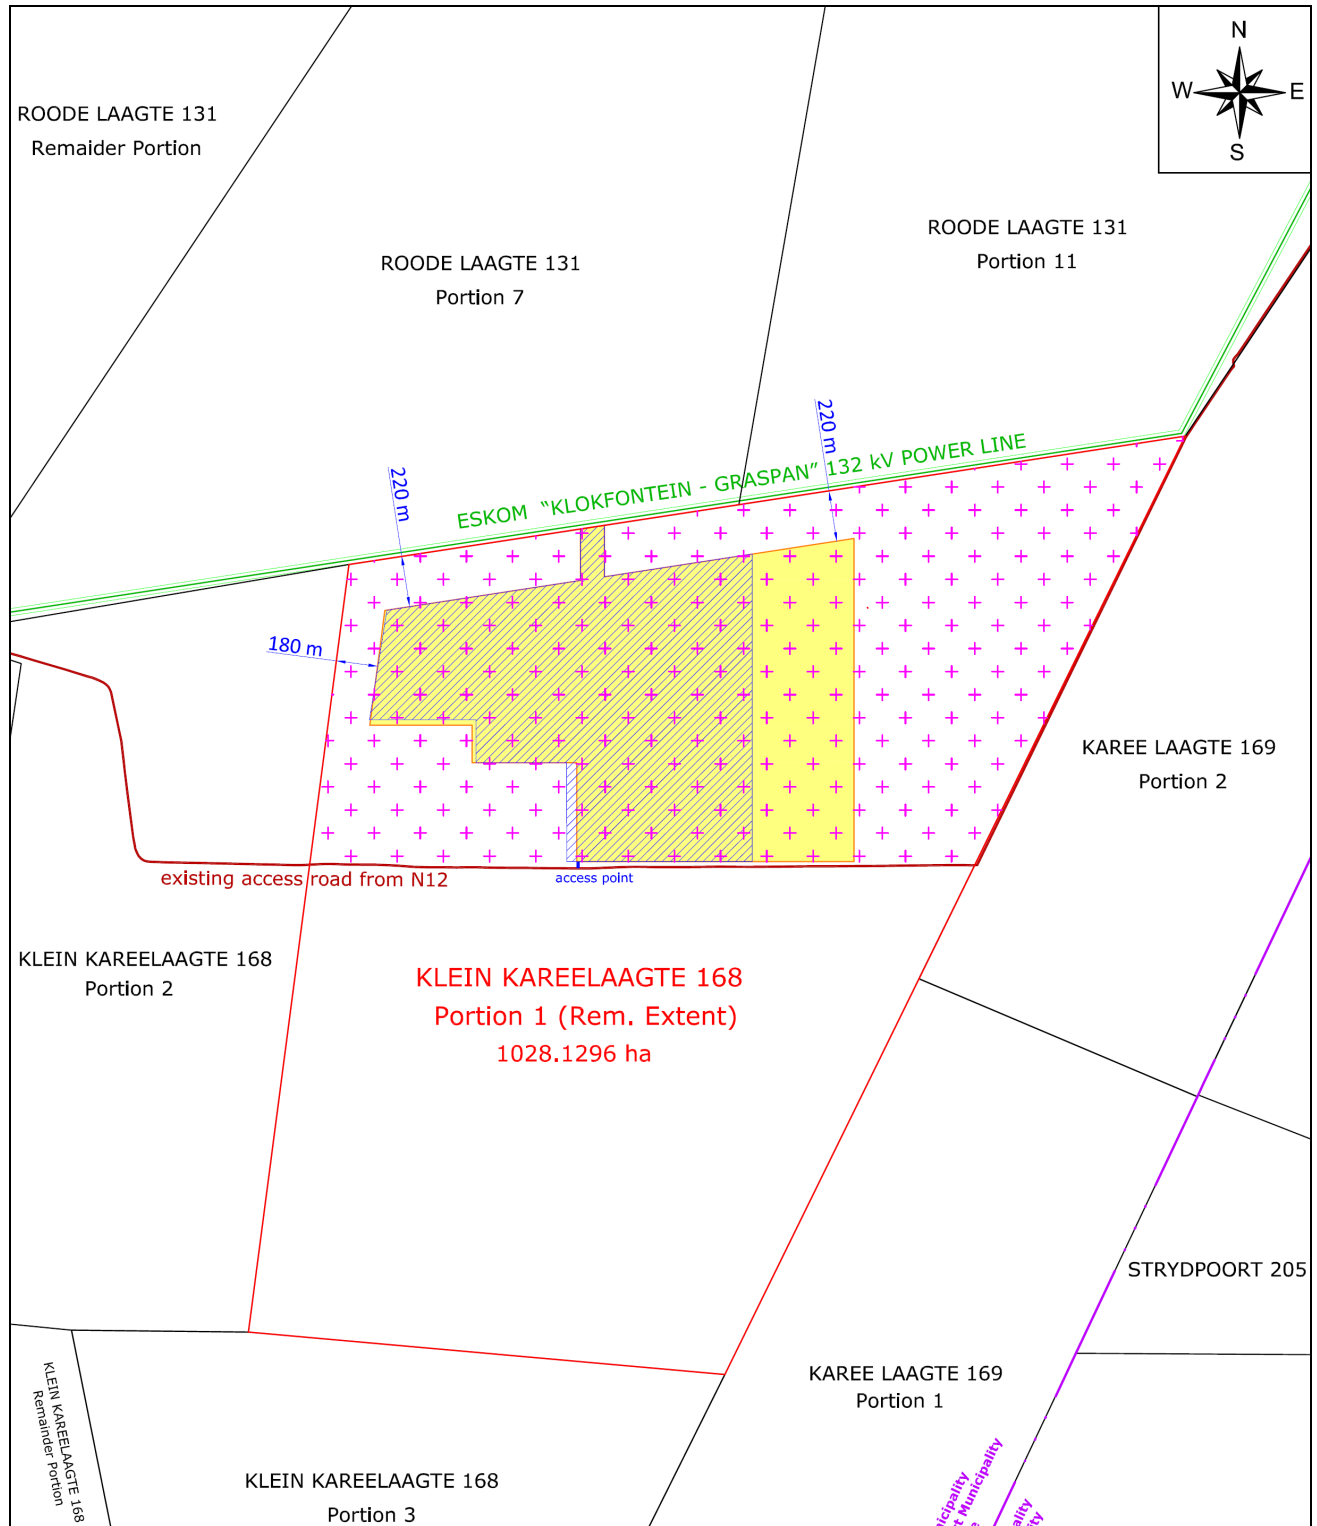 N
W E
S
ROODE LAAGTE 131
Remaider Portion
ROODE LAAGTE 131
Portion 11
ROODE LAAGTE 131
Portion 7
220 m
220 m
ESKOM “KLOKFONTEIN - GRASPAN” 132 kV POWER LINE
180 m
KAREE LAAGTE 169
Portion 2
existing access road from N12
access point
KLEIN KAREELAAGTE 168
Portion 2
KLEIN KAREELAAGTE 168
Portion 1 (Rem. Extent)
1028.1296 ha
STRYDPOORT 205
KAREE LAAGTE 169
Portion 1
KLEIN KAREELAAGTE 168
Remainder Portion
KLEIN KAREELAAGTE 168
Portion 3
Municipality